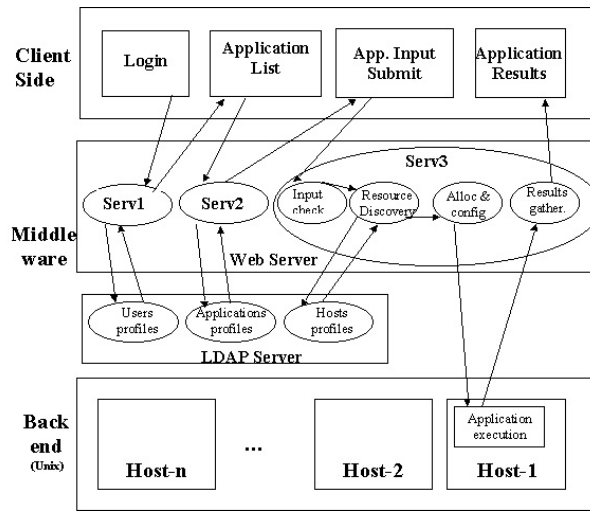 Client
Side
Login
Application
List
App. Input
Submit
Application
Results
Middle
ware
Serv1
Serv2
Serv3
Input
check
Resource
Discovery
Alloc &
config
Results
gather.
Web Server
Users
profiles
Applications
profiles
Hosts
profiles
LDAP Server
Back
end
(Unix)
Host-n
...
Host-2
Application
execution
Host-1